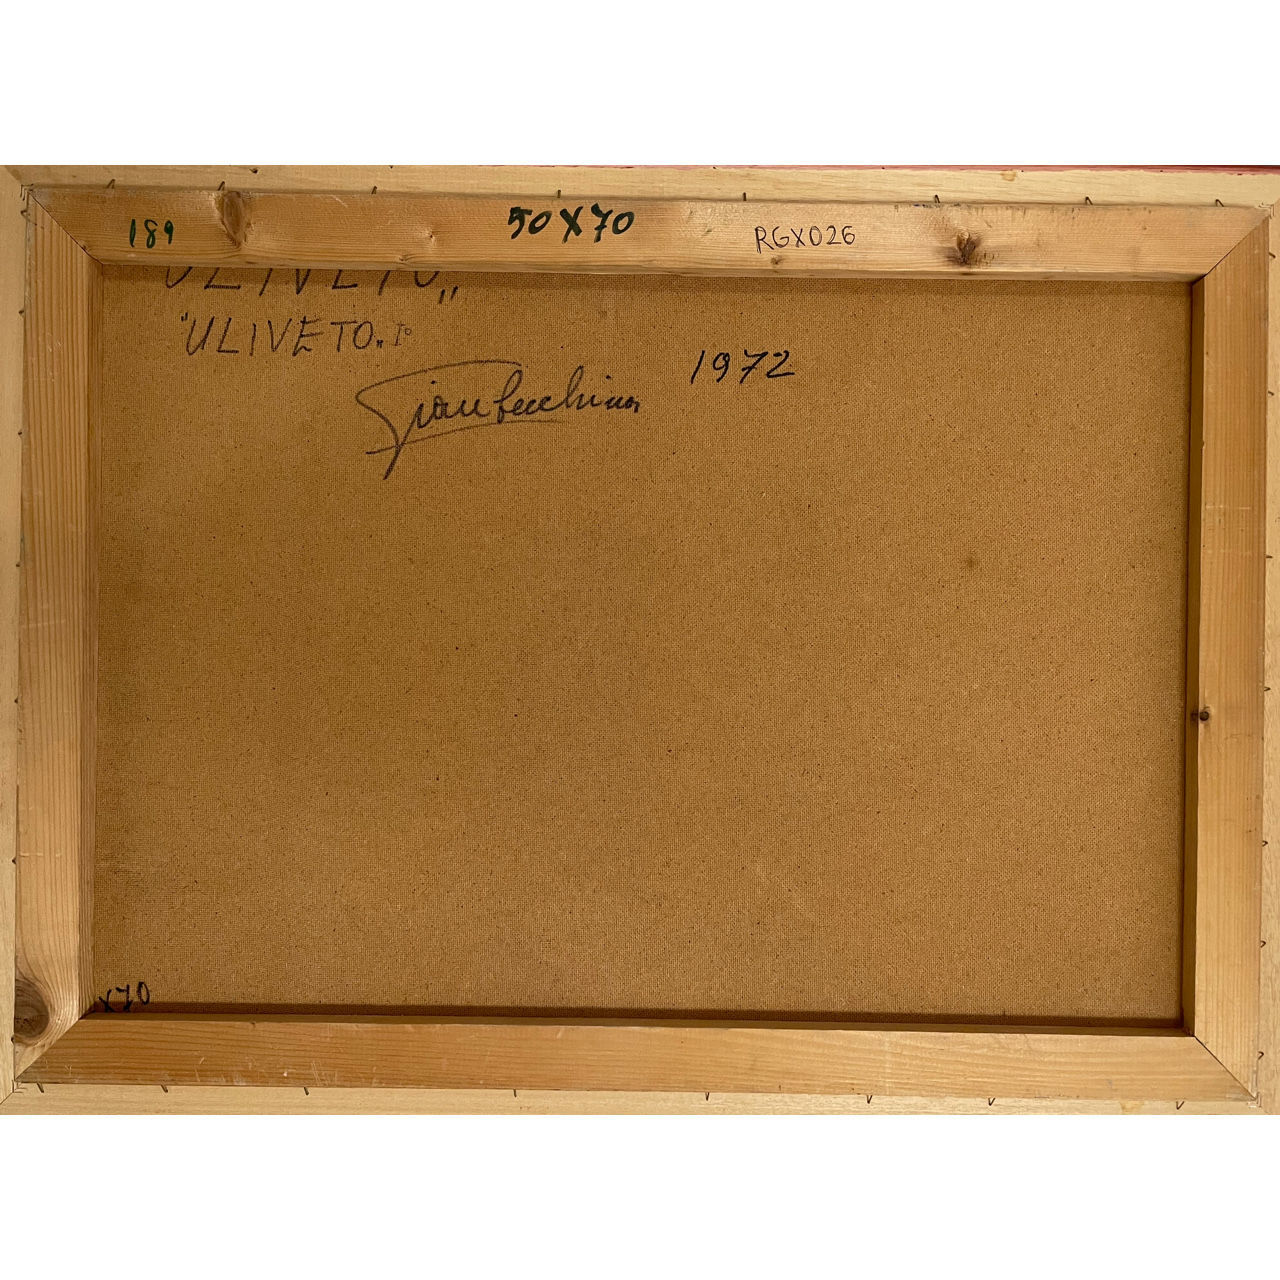 189 50X70 RGX026
ULIVETO„
"ULIVETO„ I°
1972
X70